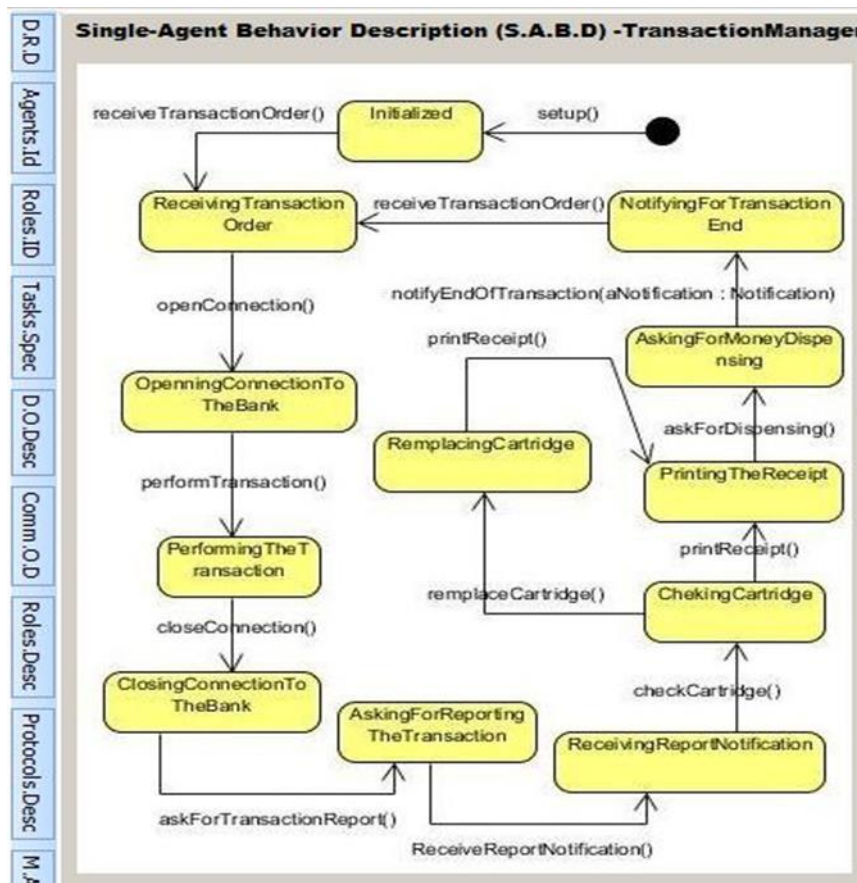 Single-Agent Behavior Description (S.A.B.D) -TransactionManager
D.R.D
Agents.Id
Roles.ID
Tasks.Spec
D.O.Desc
Comm.O.D
Roles.Desc
Protocols.Desc
M.A
receiveTransactionOrder()
Initialized
setup()
ReceivingTransaction
Order
receiveTransactionOrder()
NotifyingForTransaction
End
openConnection()
notifyEndOfTransaction(aNotification : Notification)
printReceipt()
AskingForMoneyDispe
nsing
OpenningConnectionTo
TheBank
RemplacingCartridge
askForDispensing()
PrintingTheReceipt
performTransaction()
PerformingTheT
ransaction
printReceipt()
remplaceCartridge()
ChekingCartridge
closeConnection()
ClosingConnectionTo
TheBank
checkCartridge()
AskingForReporting
TheTransaction
ReceivingReportNotification
askForTransactionReport()
ReceiveReportNotification()